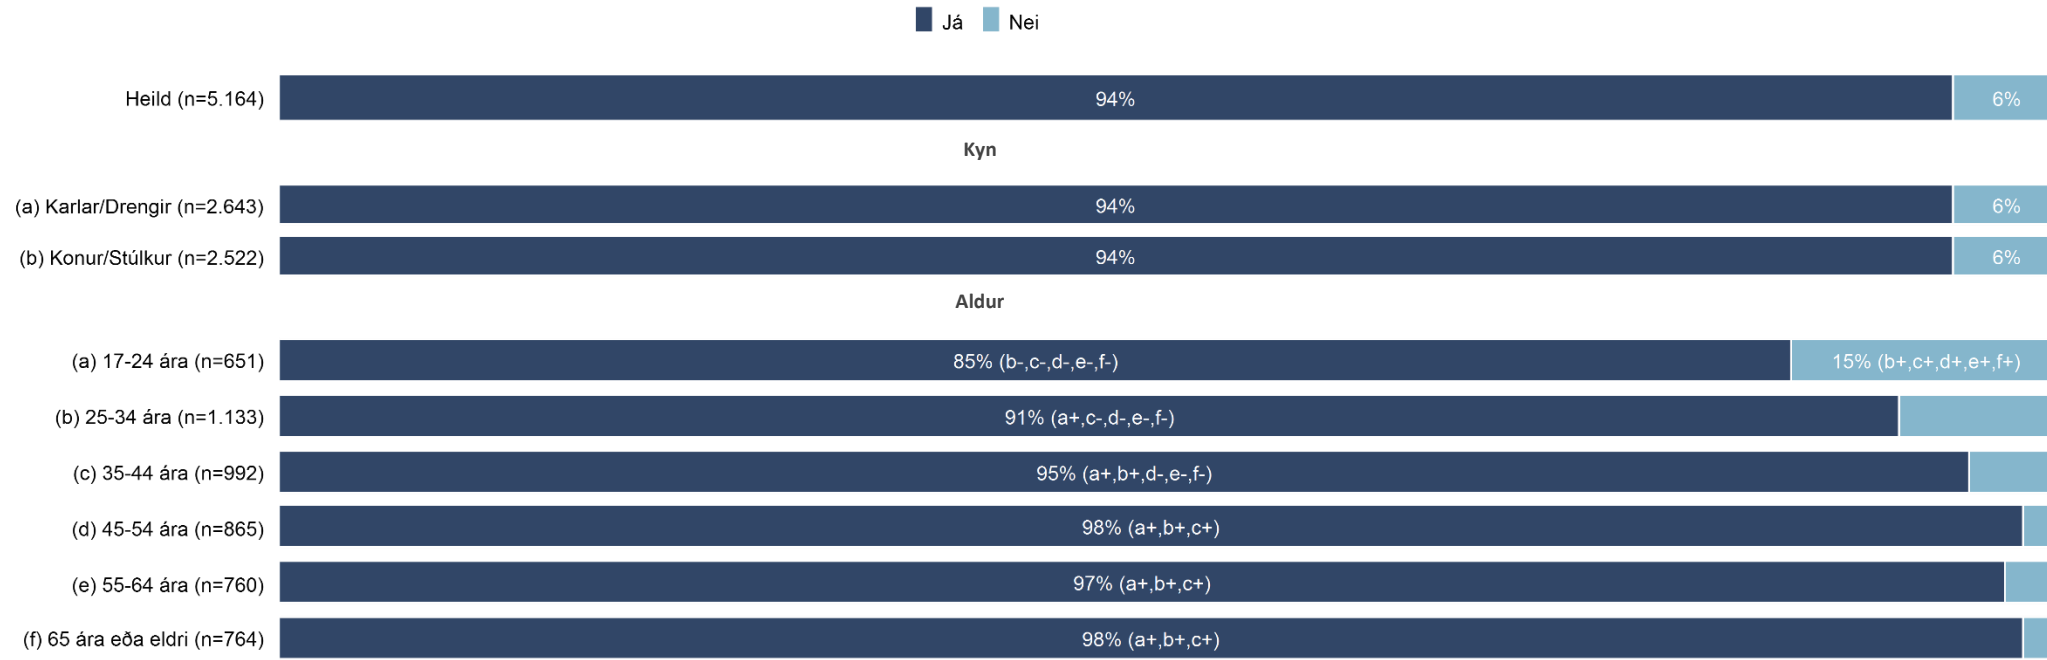 Já Nei
Heild (n=5.164) 94% 6%
Kyn
(a) Karlar/Drengir (n=2.643) 94% 6%
(b) Konur/Stúlkur (n=2.522) 94% 6%
Aldur
(a) 17-24 ára (n=651) 85% (b-,c-,d-,e-,f-) 15% (b+,c+,d+,e+,f+)
(b) 25-34 ára (n=1.133) 91% (a+,c-,d-,e-,f-)
(c) 35-44 ára (n=992) 95% (a+,b+,d-,e-,f-)
(d) 45-54 ára (n=865) 98% (a+,b+,c+)
(e) 55-64 ára (n=760) 97% (a+,b+,c+)
(f) 65 ára eða eldri (n=764) 98% (a+,b+,c+)